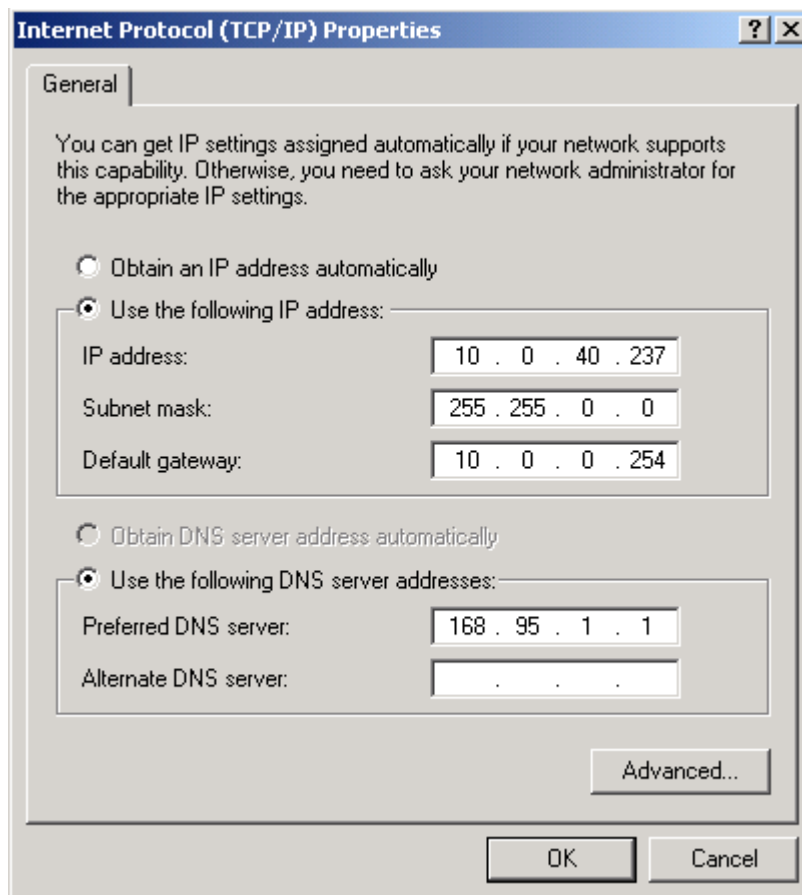 Internet Protocol (TCP/IP) Properties
General
You can get IP settings assigned automatically if your network supports
this capability. Otherwise, you need to ask your network administrator for
the appropriate IP settings.
Obtain an IP address automatically
Use the following IP address:
IP address: 10 . 0 . 40 . 237
Subnet mask: 255 . 255 . 0 . 0
Default gateway: 10 . 0 . 0 . 254
Obtain DNS server address automatically
Use the following DNS server addresses:
Preferred DNS server: 168 . 95 . 1 . 1
Alternate DNS server: . . .
Advanced...
OK Cancel